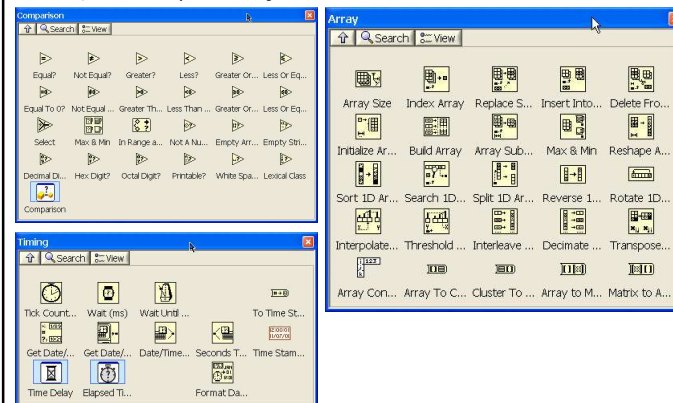 Comparison
Search View
Equal? Not Equal? Greater? Less? Greater Or... Less Or Eq...
Equal To 0? Not Equal ... Greater Th... Less Than ... Greater Or... Less Or Eq...
Select Max & Min In Range a... Not A Nu... Empty Arr... Empty Stri...
Decimal Di... Hex Digit? Octal Digit? Printable? White Spa... Lexical Class
Comparison
Timing
Search View
Tick Count... Wait (ms) Wait Until ... To Time St...
Get Date/... Get Date/... Date/Time... Seconds T... Time Stam...
Time Delay Elapsed Ti... Format Da...
Array
Search View
Array Size Index Array Replace S... Insert Into... Delete Fro...
Initialize Ar... Build Array Array Sub... Max & Min Reshape A...
Sort 1D Ar... Search 1D... Split 1D Ar... Reverse 1... Rotate 1D...
Interpolate... Threshold ... Interleave ... Decimate ... Transpose...
Array Con... Array To C... Cluster To ... Array to M... Matrix to A...